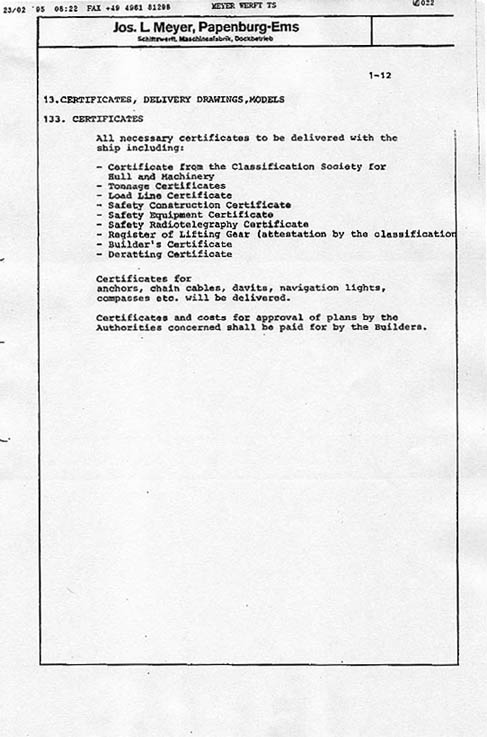 23/02 '95 08:22 FAX +49 4961 81298 MEYER WERFT TS 022
Jos. L. Meyer, Papenburg-Ems
Schiffswerft, Maschinenfabrik, Dockbetrieb
1-12
13.CERTIFICATES, DELIVERY DRAWINGS,MODELS
133. CERTIFICATES
All necessary certificates to be delivered with the
ship including:
- Certificate from the Classification Society for
Hull and Machinery
- Tonnage Certificates
- Load Line Certificate
- Safety Construction Certificate
- Safety Equipment Certificate
- Safety Radiotelegraphy Certificate
- Register of Lifting Gear (attestation by the classification
- Builder's Certificate
- Deratting Certificate
Certificates for
anchors, chain cables, davits, navigation lights,
compasses etc. will be delivered.
Certificates and costs for approval of plans by the
Authorities concerned shall be paid for by the Builders.